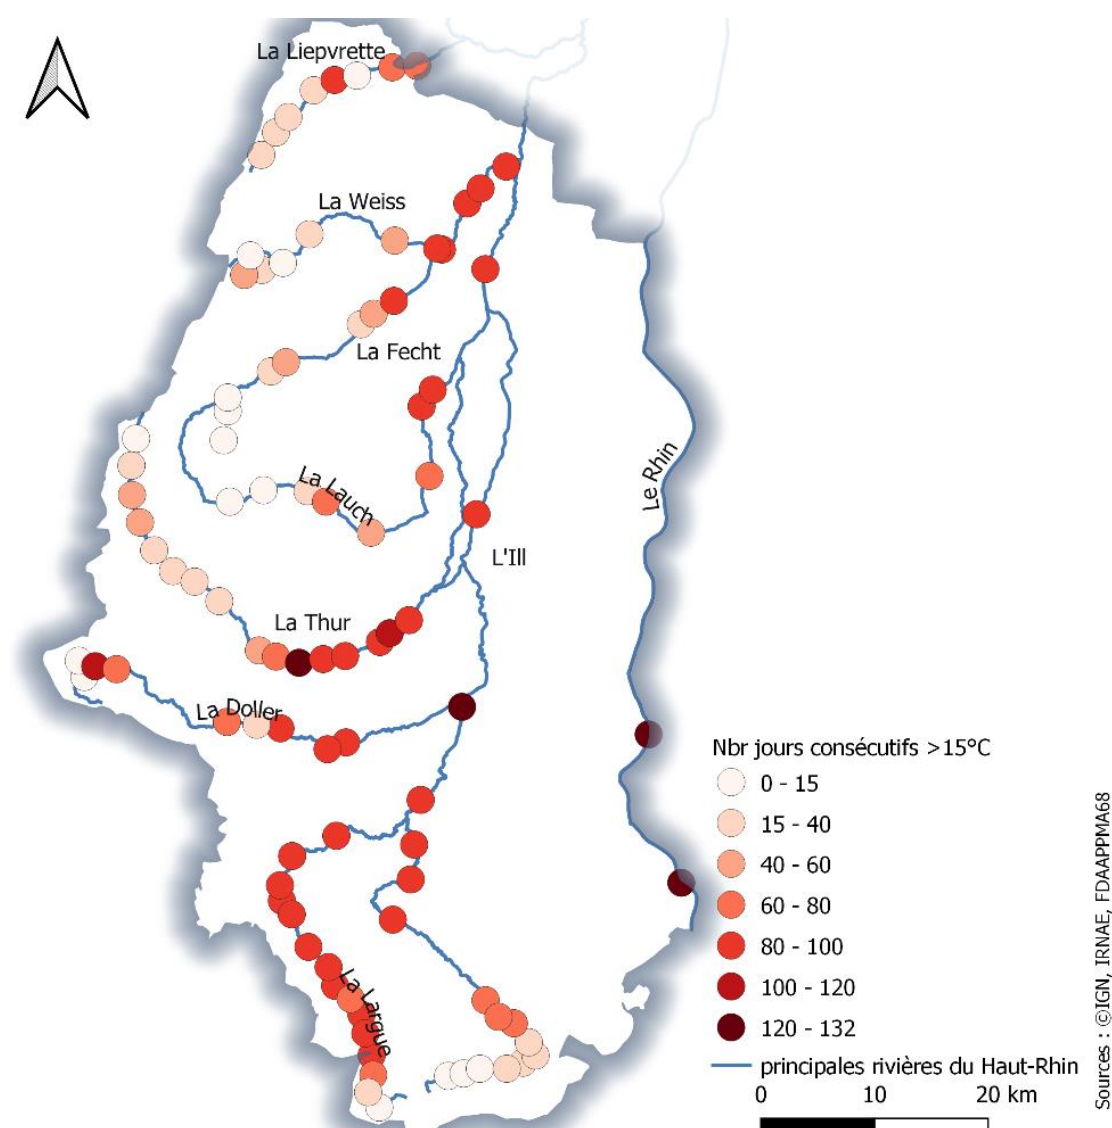 La Liepvrette
La Weiss
La Fecht
Le Rhin
La Lauch
L'Ill
La Thur
La Doller
La Largue
Nbr jours consécutifs >15°C
0 - 15
15 - 40
40 - 60
60 - 80
80 - 100
100 - 120
120 - 132
principales rivières du Haut-Rhin
0 10 20 km
Sources : ©IGN, IRNAE, FDAAPPMA68